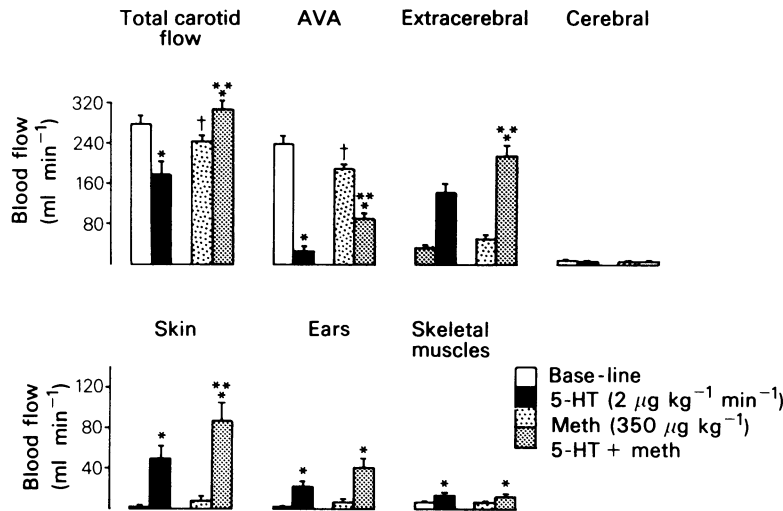 Total carotid flow
AVA
Extracerebral
Cerebral
Blood flow (ml min⁻¹)
320
240
160
80
*
†
***
*
†
***
***
Skin
Ears
Skeletal muscles
Blood flow (ml min⁻¹)
120
80
40
*
***
*
*
*
*
Base-line
5-HT (2 μg kg⁻¹ min⁻¹)
Meth (350 μg kg⁻¹)
5-HT + meth